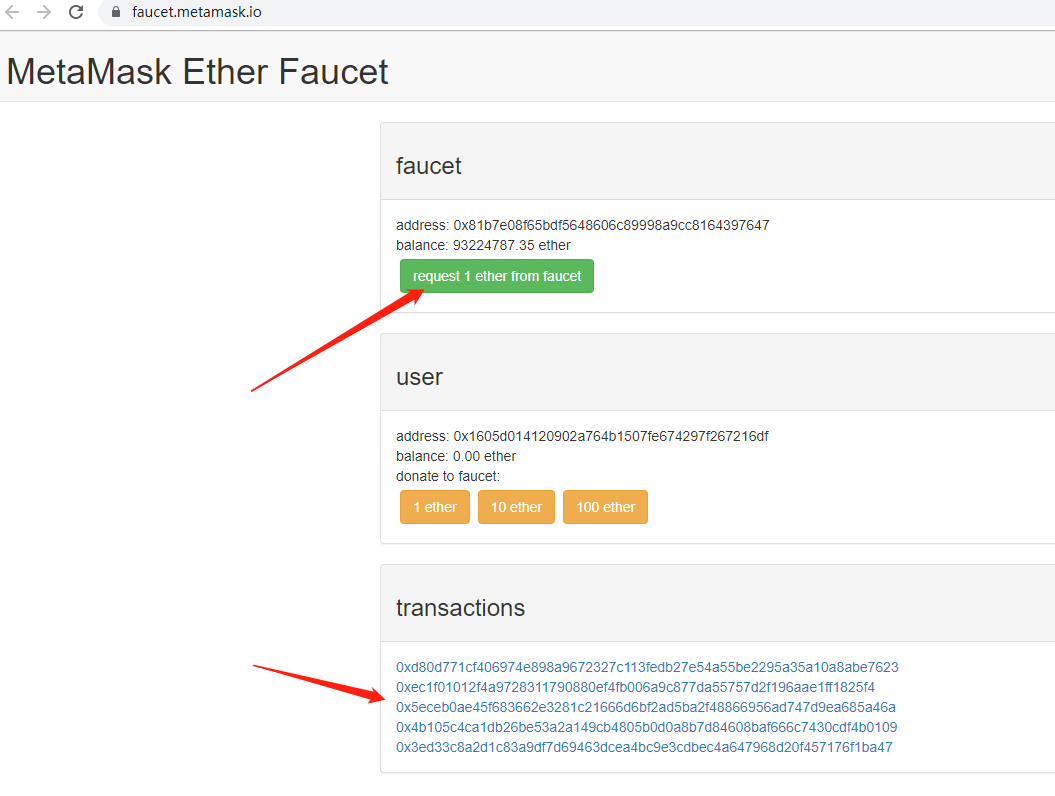 faucet.metamask.io
MetaMask Ether Faucet
faucet
address: 0x81b7e08f65bdf5648606c89998a9cc8164397647
balance: 93224787.35 ether
request 1 ether from faucet
user
address: 0x1605d014120902a764b1507fe674297f267216df
balance: 0.00 ether
donate to faucet:
1 ether 10 ether 100 ether
transactions
0xd80d771cf406974e898a9672327c113fedb27e54a55be2295a35a10a8abe7623
0xec1f01012f4a9728311790880ef4fb006a9c877da55757d2f196aae1ff1825f4
0x5eceb0ae45f683662e3281c21666d6bf2ad5ba2f48866956ad747d9ea685a46a
0x4b105c4ca1db26be53a2a149cb4805b0d0a8b7d84608baf666c7430cdf4b0109
0x3ed33c8a2d1c83a9df7d69463dcea4bc9e3cdbec4a647968d20f457176f1ba47